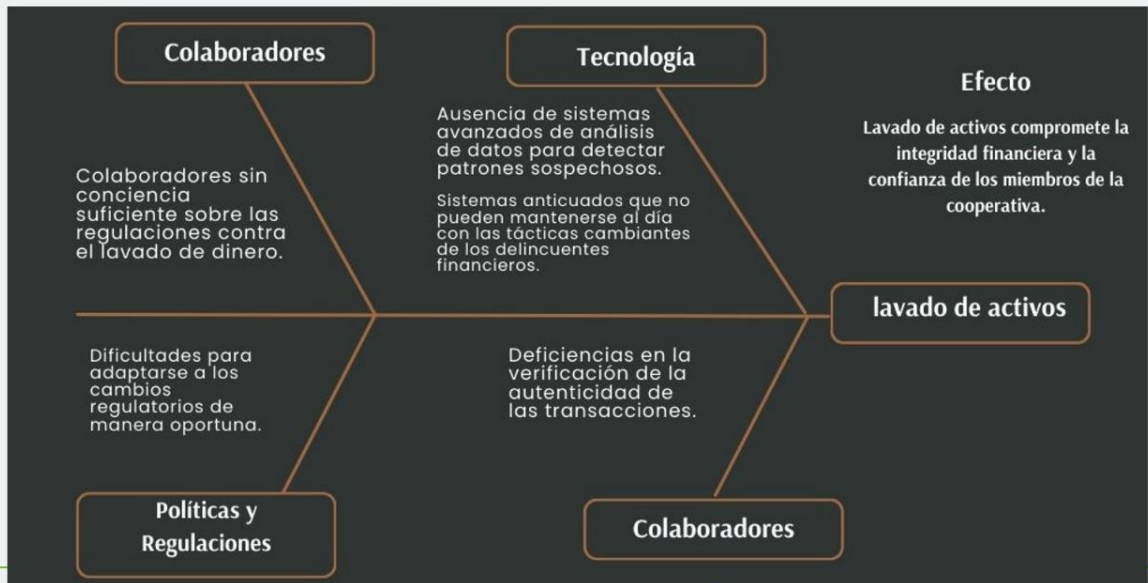 Colaboradores
Colaboradores sin
conciencia
suficiente sobre las
regulaciones contra
el lavado de dinero.
Tecnología
Ausencia de sistemas
avanzados de análisis
de datos para detectar
patrones sospechosos.
Sistemas anticuados que no
pueden mantenerse al día
con las tácticas cambiantes
de los delincuentes
financieros.
Efecto
Lavado de activos compromete la
integridad financiera y la
confianza de los miembros de la
cooperativa.
lavado de activos
Dificultades para
adaptarse a los
cambios
regulatorios de
manera oportuna.
Políticas y
Regulaciones
Deficiencias en la
verificación de la
autenticidad de
las transacciones.
Colaboradores